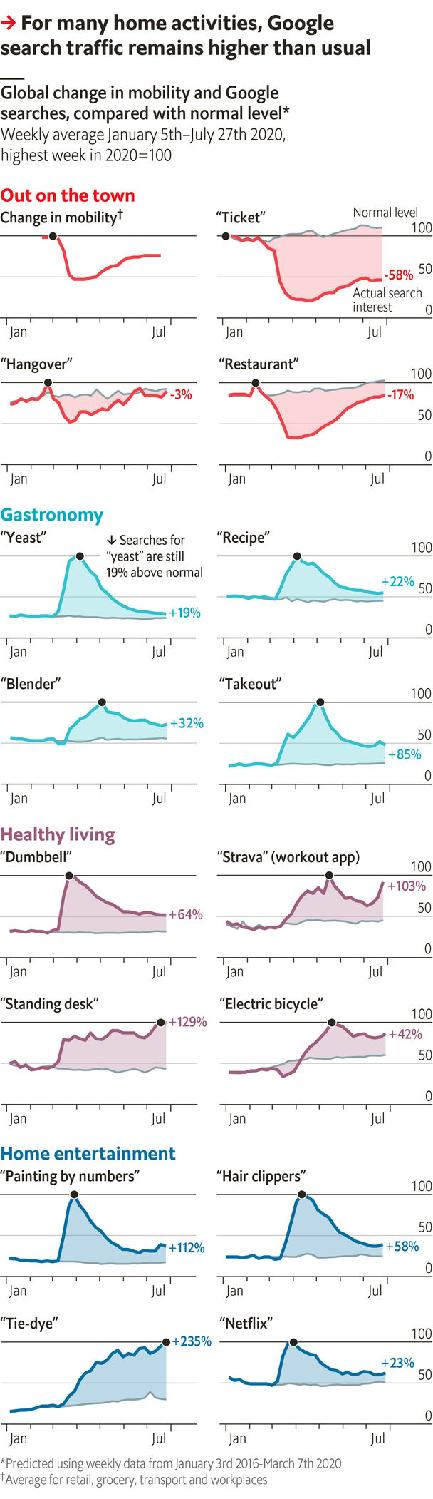 → For many home activities, Google
search traffic remains higher than usual
Global change in mobility and Google
searches, compared with normal level*
Weekly average January 5th–July 27th 2020,
highest week in 2020=100
Out on the town
Change in mobility†
Jan
Jul
"Ticket"
Normal level
100
-58%
50
Actual search
interest
0
Jan
Jul
"Hangover"
-3%
Jan
Jul
"Restaurant"
100
-17%
50
0
Jan
Jul
Gastronomy
"Yeast"
↓ Searches for
"yeast" are still
19% above normal
+19%
Jan
Jul
"Recipe"
100
+22%
50
0
Jan
Jul
"Blender"
+32%
Jan
Jul
"Takeout"
100
50
+85%
0
Jan
Jul
Healthy living
"Dumbbell"
+64%
Jan
Jul
"Strava" (workout app)
100
+103%
50
0
Jan
Jul
"Standing desk"
+129%
Jan
Jul
"Electric bicycle"
100
+42%
50
0
Jan
Jul
Home entertainment
"Painting by numbers"
+112%
Jan
Jul
"Hair clippers"
100
50
+58%
0
Jan
Jul
"Tie-dye"
+235%
Jan
Jul
"Netflix"
100
+23%
50
0
Jan
Jul
*Predicted using weekly data from January 3rd 2016-March 7th 2020
†Average for retail, grocery, transport and workplaces